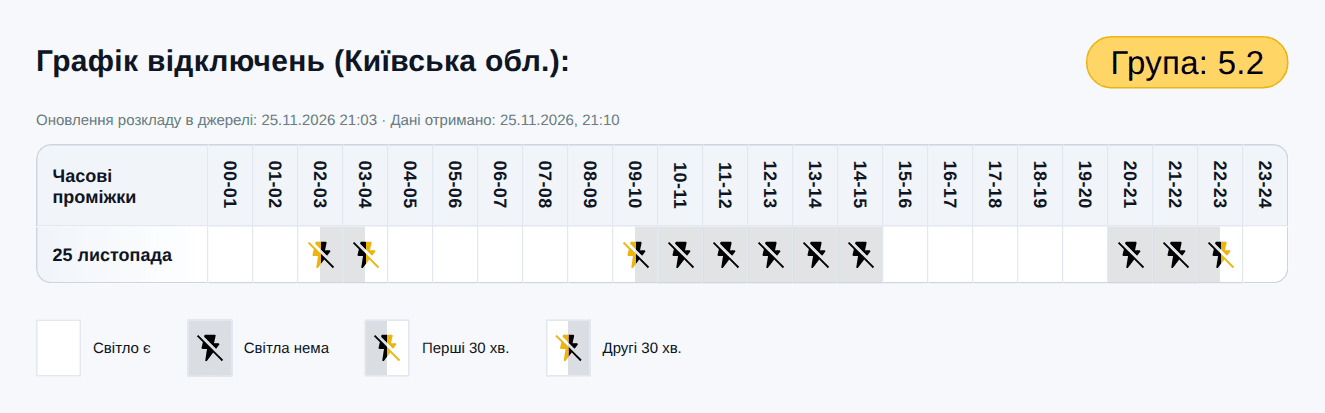 Графік відключень (Київська обл.):
Група: 5.2
Оновлення розкладу в джерелі: 25.11.2026 21:03 · Дані отримано: 25.11.2026, 21:10
Часові
проміжки
00-01
01-02
02-03
03-04
04-05
05-06
06-07
07-08
08-09
09-10
10-11
11-12
12-13
13-14
14-15
15-16
16-17
17-18
18-19
19-20
20-21
21-22
22-23
23-24
25 листопада
Світло є
Світла нема
Перші 30 хв.
Другі 30 хв.